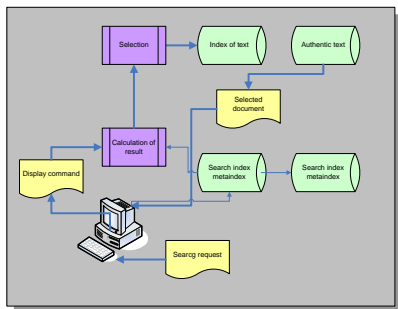 Selection
Index of text
Authentic text
Selected
document
Calculation of
result
Display command
Search index
metaindex
Search index
metaindex
Searcg request